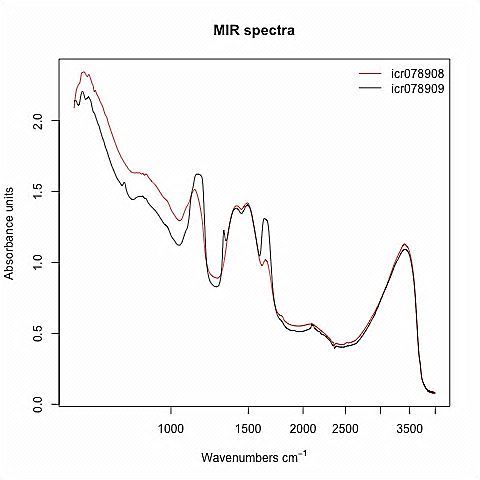 MIR spectra
icr078908
icr078909
Absorbance units
0.0
0.5
1.0
1.5
2.0
1000
1500
2000
2500
3500
Wavenumbers cm⁻¹